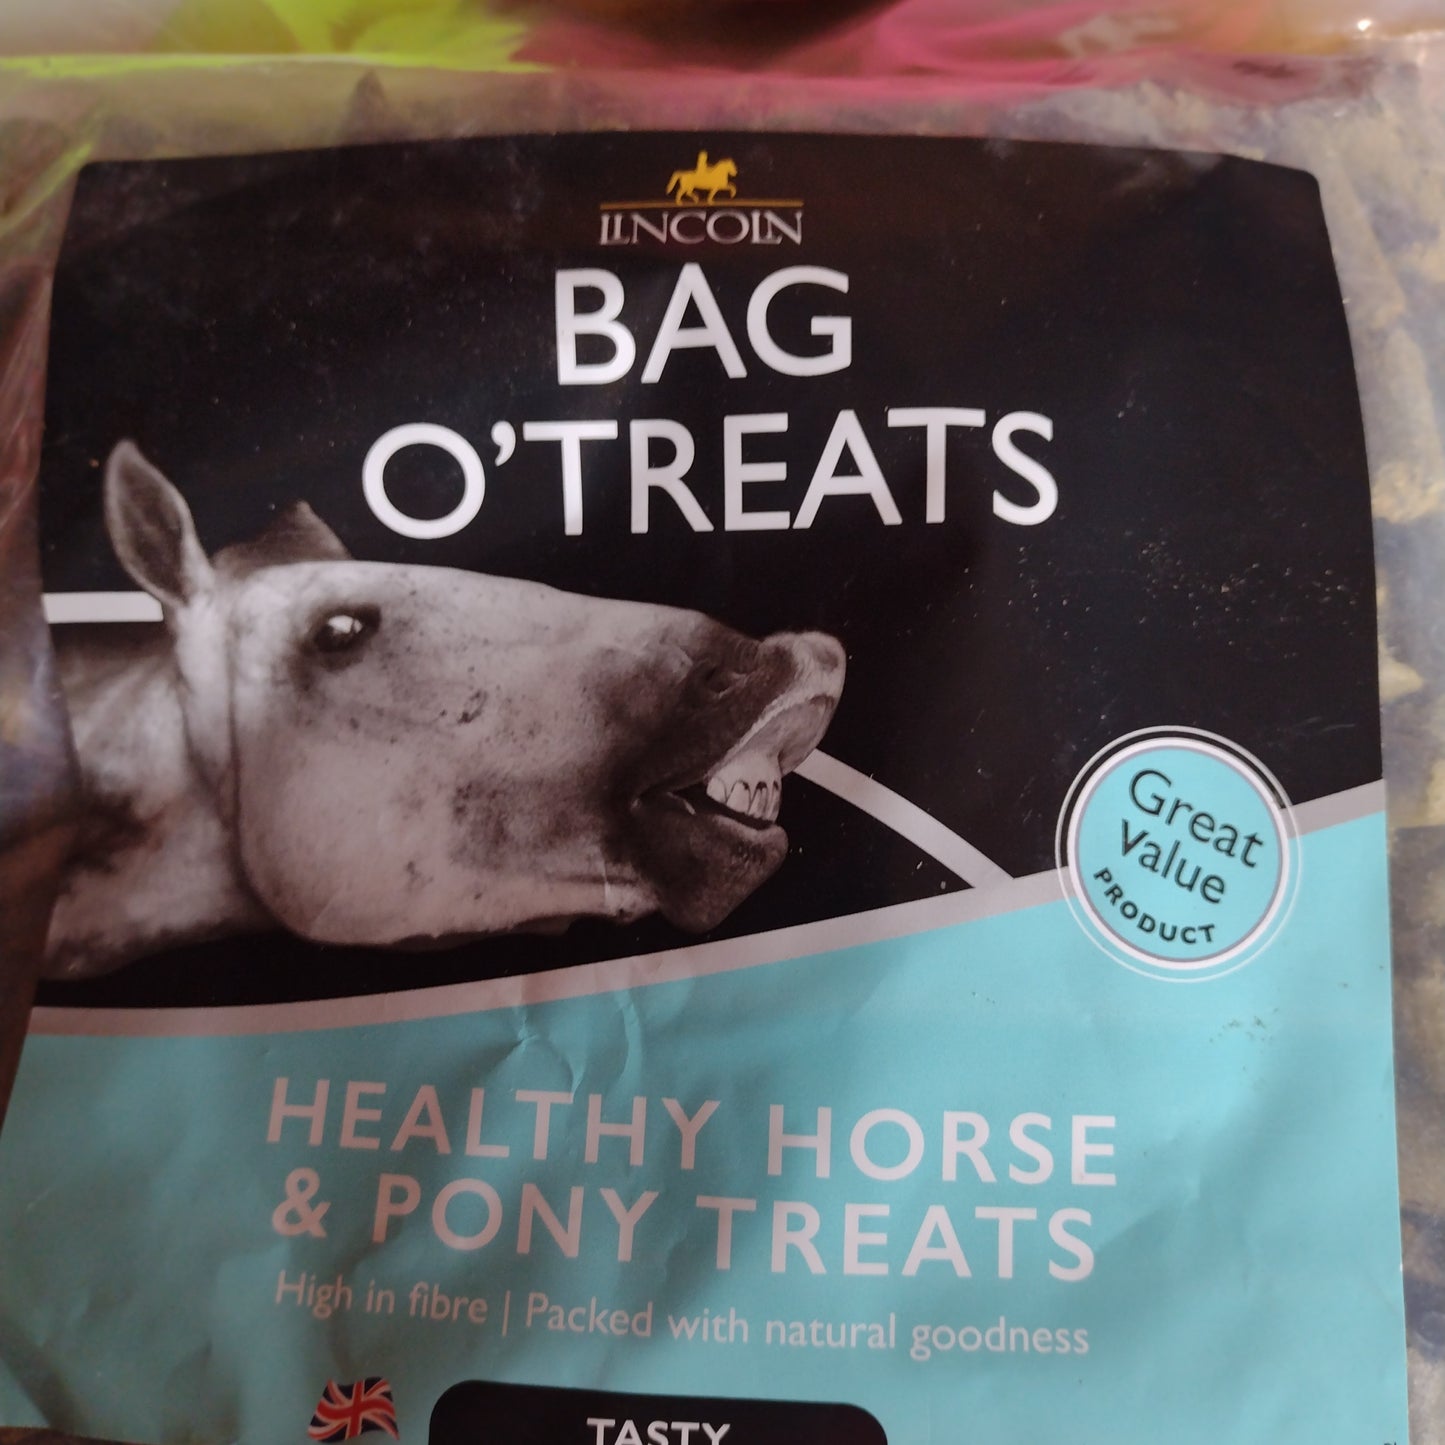 LINCOLN
BAG
O'TREATS
Great
Value
PRODUCT
HEALTHY HORSE
& PONY TREATS
High in fibre | Packed with natural goodness
TASTY